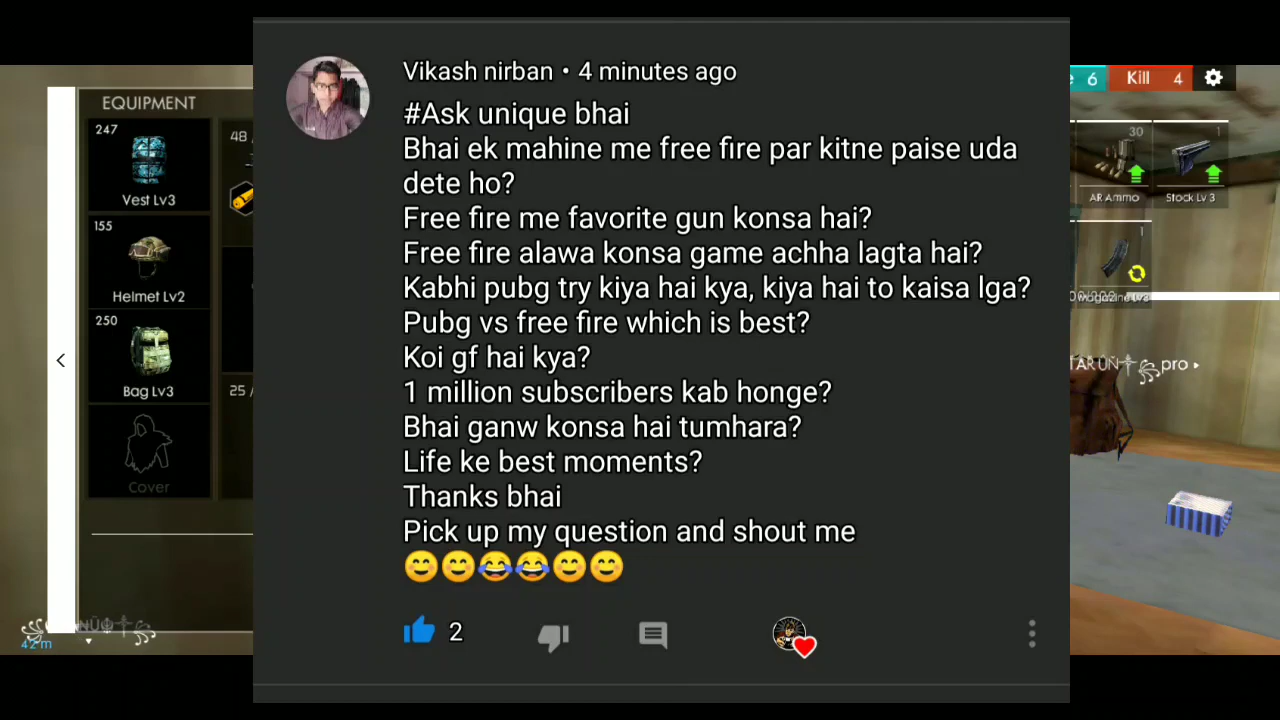 EQUIPMENT
247
Vest Lv3
155
Helmet Lv2
250
Bag Lv3
Cover
48
25 /
42 m
Vikash nirban • 4 minutes ago
#Ask unique bhai
Bhai ek mahine me free fire par kitne paise uda
dete ho?
Free fire me favorite gun konsa hai?
Free fire alawa konsa game achha lagta hai?
Kabhi pubg try kiya hai kya, kiya hai to kaisa lga?
Pubg vs free fire which is best?
Koi gf hai kya?
1 million subscribers kab honge?
Bhai ganw konsa hai tumhara?
Life ke best moments?
Thanks bhai
Pick up my question and shout me
😊😊😂😂😊😊
2
6 Kill 4
30
AR Ammo
1
Stock Lv 3
1
Magazine Lv3
pro